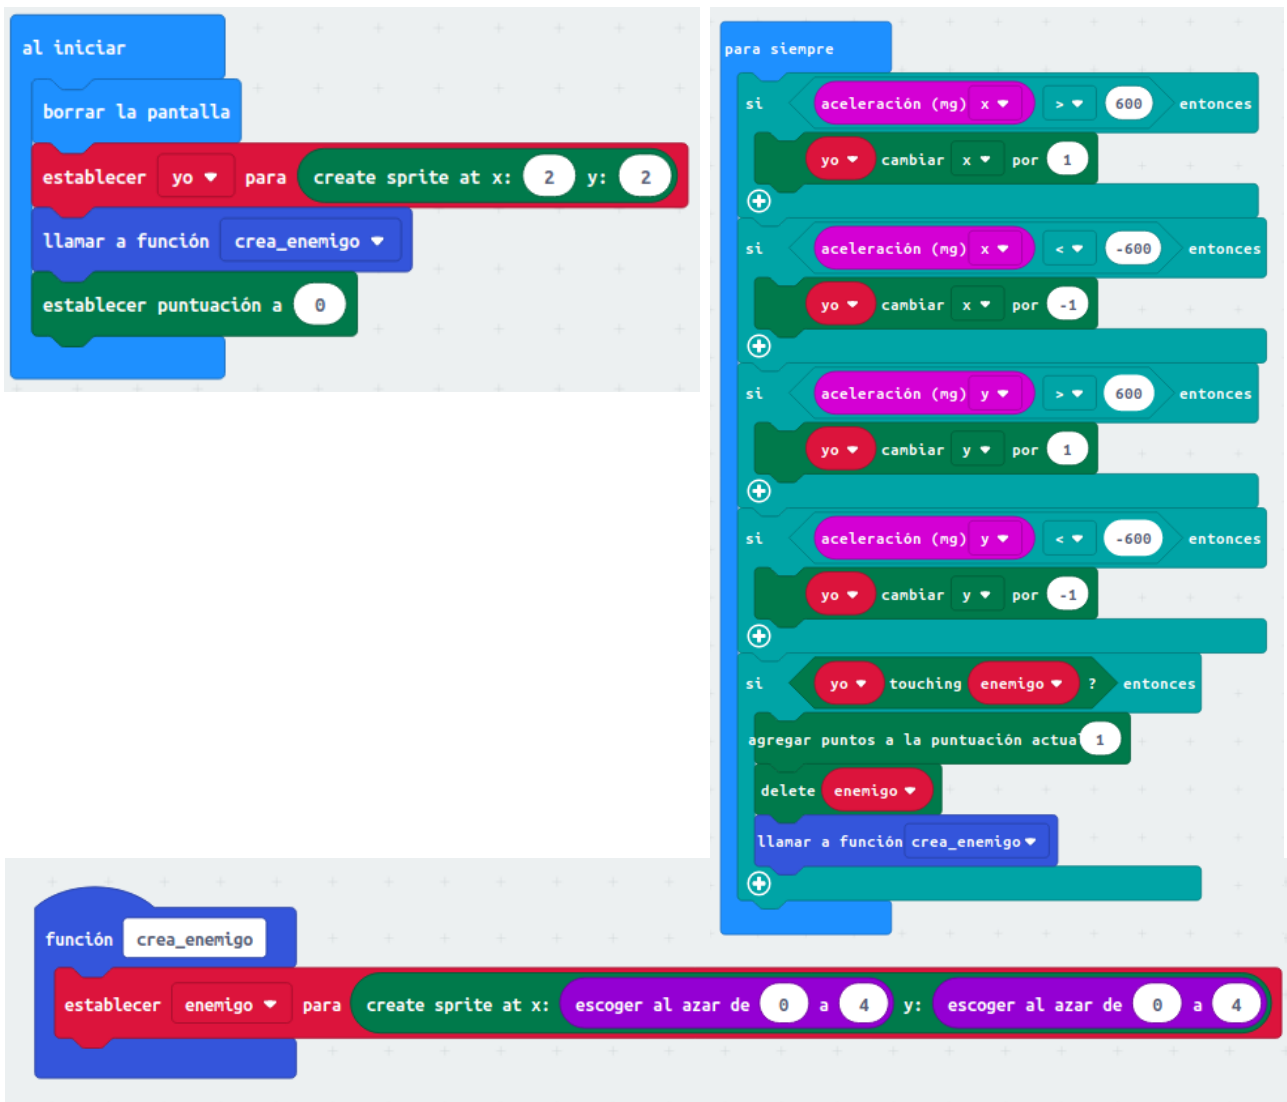 al iniciar
borrar la pantalla
establecer yo para create sprite at x: 2 y: 2
llamar a función crea_enemigo
establecer puntuación a 0
para siempre
si aceleración (mg) x > 600 entonces
yo cambiar x por 1
si aceleración (mg) x < -600 entonces
yo cambiar x por -1
si aceleración (mg) y > 600 entonces
yo cambiar y por 1
si aceleración (mg) y < -600 entonces
yo cambiar y por -1
si yo touching enemigo ? entonces
agregar puntos a la puntuación actual 1
delete enemigo
llamar a función crea_enemigo
función crea_enemigo
establecer enemigo para create sprite at x: escoger al azar de 0 a 4 y: escoger al azar de 0 a 4